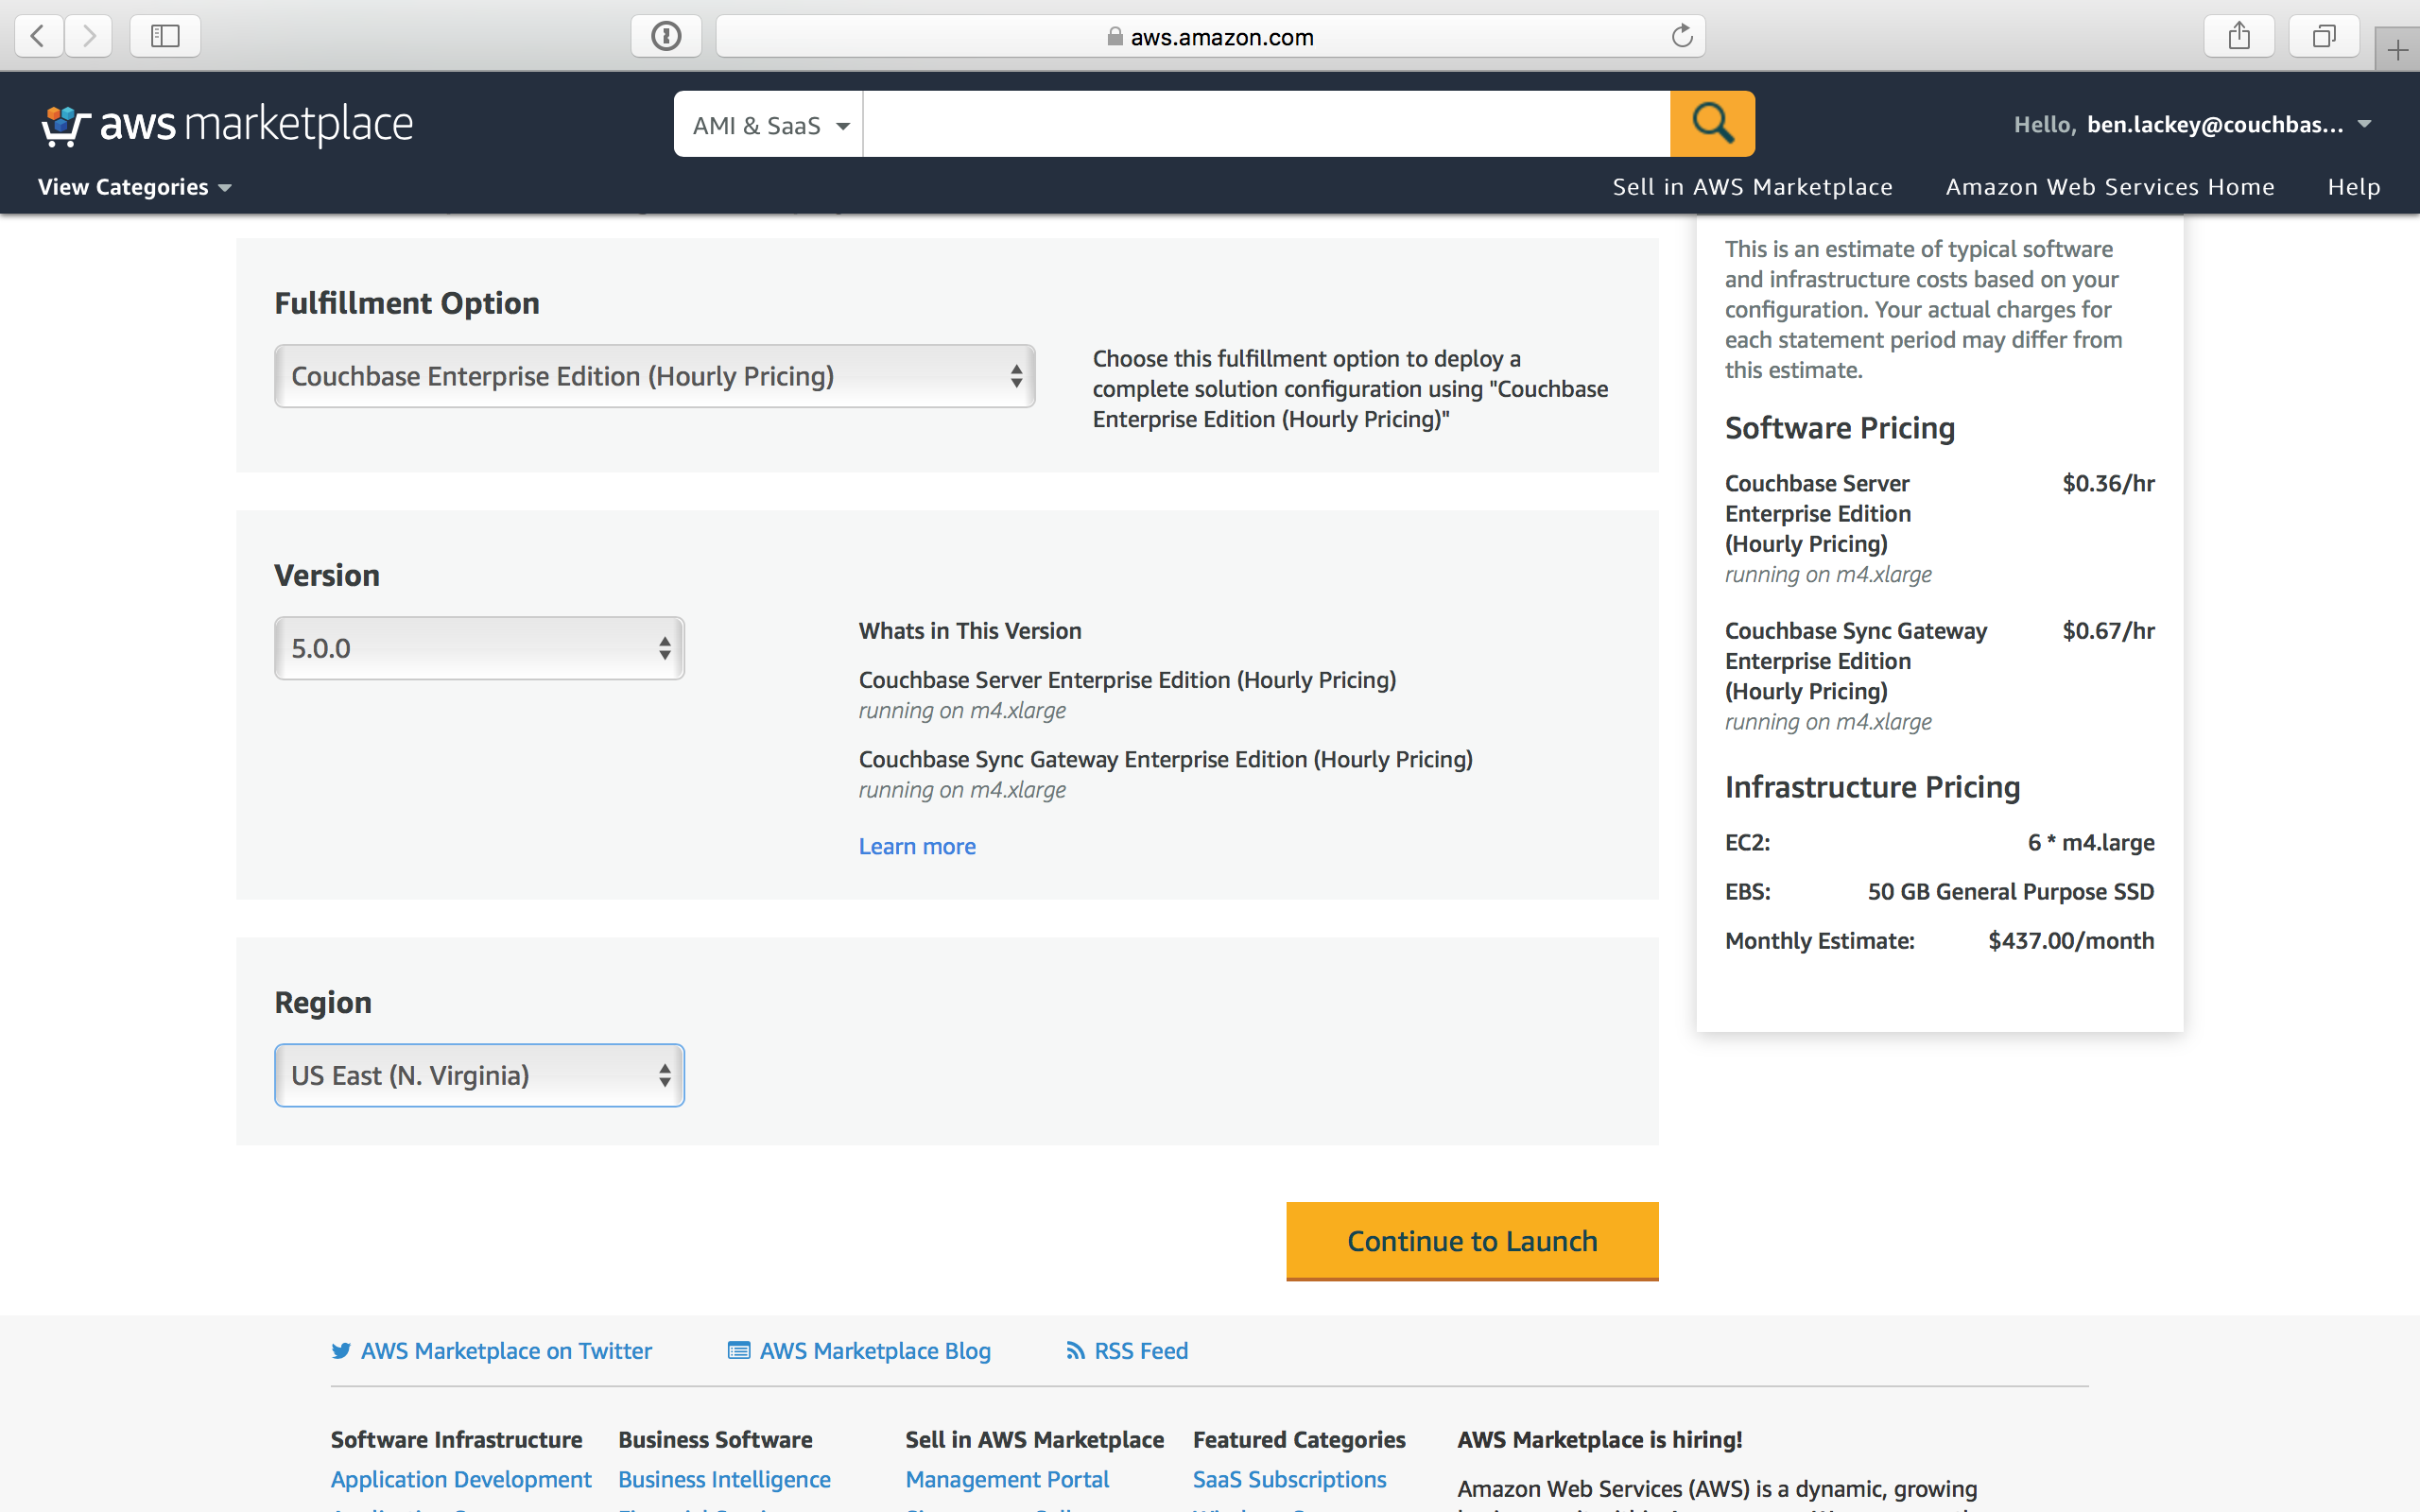 aws.amazon.com
aws marketplace
AMI & SaaS
Hello, ben.lackey@couchbas...
View Categories
Sell in AWS Marketplace
Amazon Web Services Home
Help
Fulfillment Option
Couchbase Enterprise Edition (Hourly Pricing)
Choose this fulfillment option to deploy a
complete solution configuration using "Couchbase
Enterprise Edition (Hourly Pricing)"
Version
5.0.0
Whats in This Version
Couchbase Server Enterprise Edition (Hourly Pricing)
running on m4.xlarge
Couchbase Sync Gateway Enterprise Edition (Hourly Pricing)
running on m4.xlarge
Learn more
Region
US East (N. Virginia)
Continue to Launch
This is an estimate of typical software
and infrastructure costs based on your
configuration. Your actual charges for
each statement period may differ from
this estimate.
Software Pricing
Couchbase Server $0.36/hr
Enterprise Edition
(Hourly Pricing)
running on m4.xlarge
Couchbase Sync Gateway $0.67/hr
Enterprise Edition
(Hourly Pricing)
running on m4.xlarge
Infrastructure Pricing
EC2: 6 * m4.large
EBS: 50 GB General Purpose SSD
Monthly Estimate: $437.00/month
AWS Marketplace on Twitter
AWS Marketplace Blog
RSS Feed
Software Infrastructure
Application Development
Business Software
Business Intelligence
Sell in AWS Marketplace
Management Portal
Featured Categories
SaaS Subscriptions
AWS Marketplace is hiring!
Amazon Web Services (AWS) is a dynamic, growing